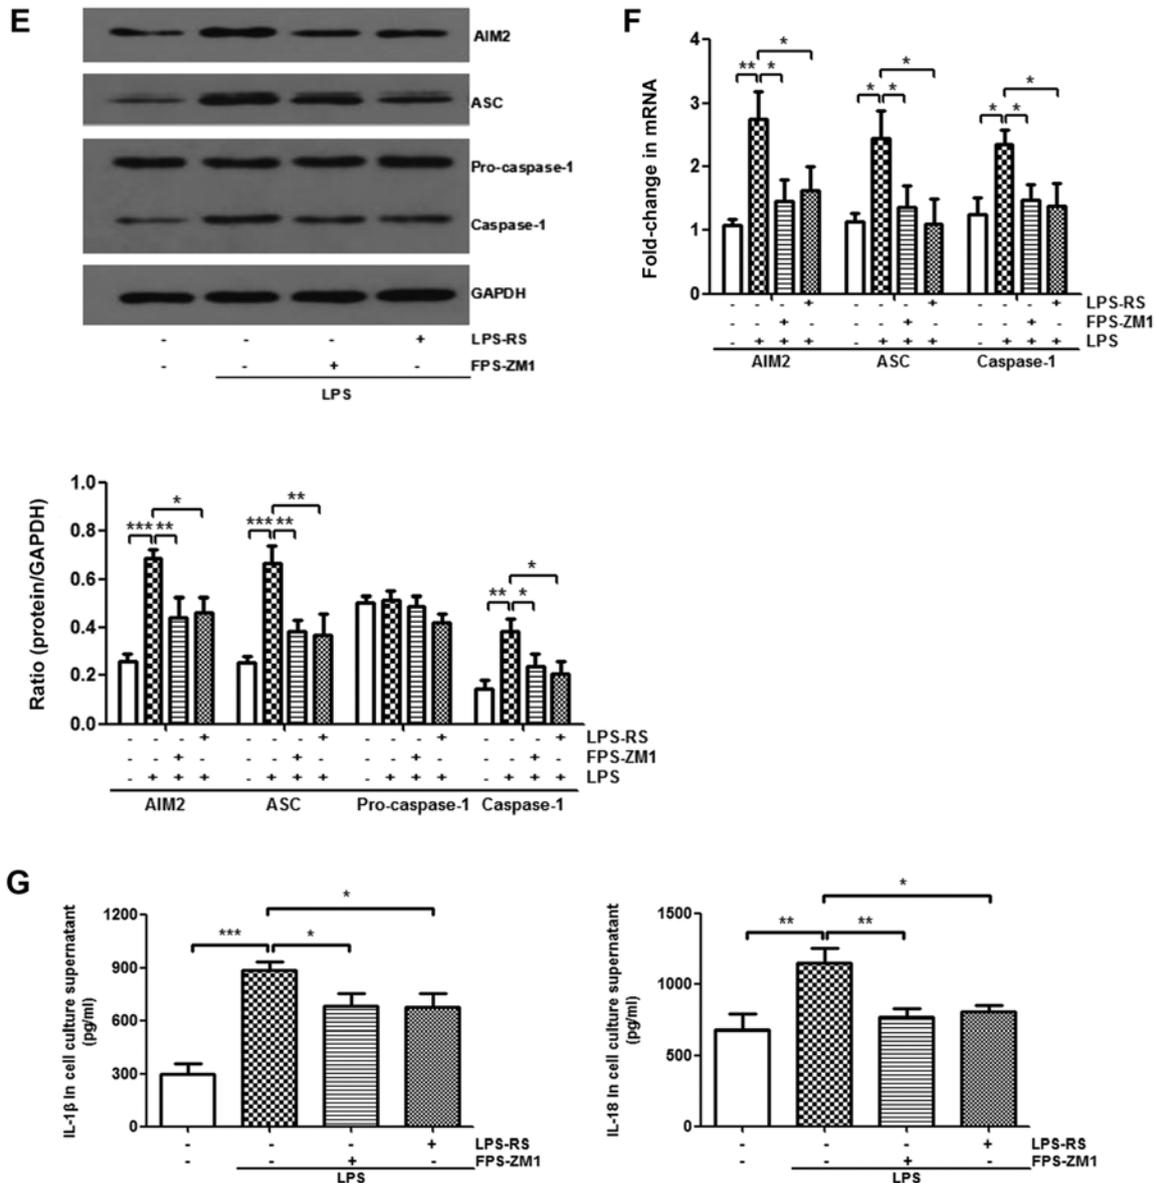 E
AIM2
ASC
Pro-caspase-1
Caspase-1
GAPDH
- - - + LPS-RS
- - + - FPS-ZM1
LPS
F
Fold-change in mRNA
4
3
2
1
0
** * *
* * *
* * *
- - - + - - - + - - - + LPS-RS
- - + - - - + - - - + - FPS-ZM1
- + + + - + + + - + + + LPS
AIM2 ASC Caspase-1
Ratio (protein/GAPDH)
1.0
0.8
0.6
0.4
0.2
0.0
*** ** *
*** ** **
** * *
- - - + - - - + - - - + - - - + LPS-RS
- - + - - - + - - - + - - - + - FPS-ZM1
- + + + - + + + - + + + - + + + LPS
AIM2 ASC Pro-caspase-1 Caspase-1
G
IL-1β In cell culture supernatant
(pg/ml)
1200
900
600
300
0
*
*** *
- - - + LPS-RS
- - + - FPS-ZM1
LPS
IL-18 In cell culture supernatant
(pg/ml)
1500
1000
500
0
*
** **
- - - + LPS-RS
- - + - FPS-ZM1
LPS